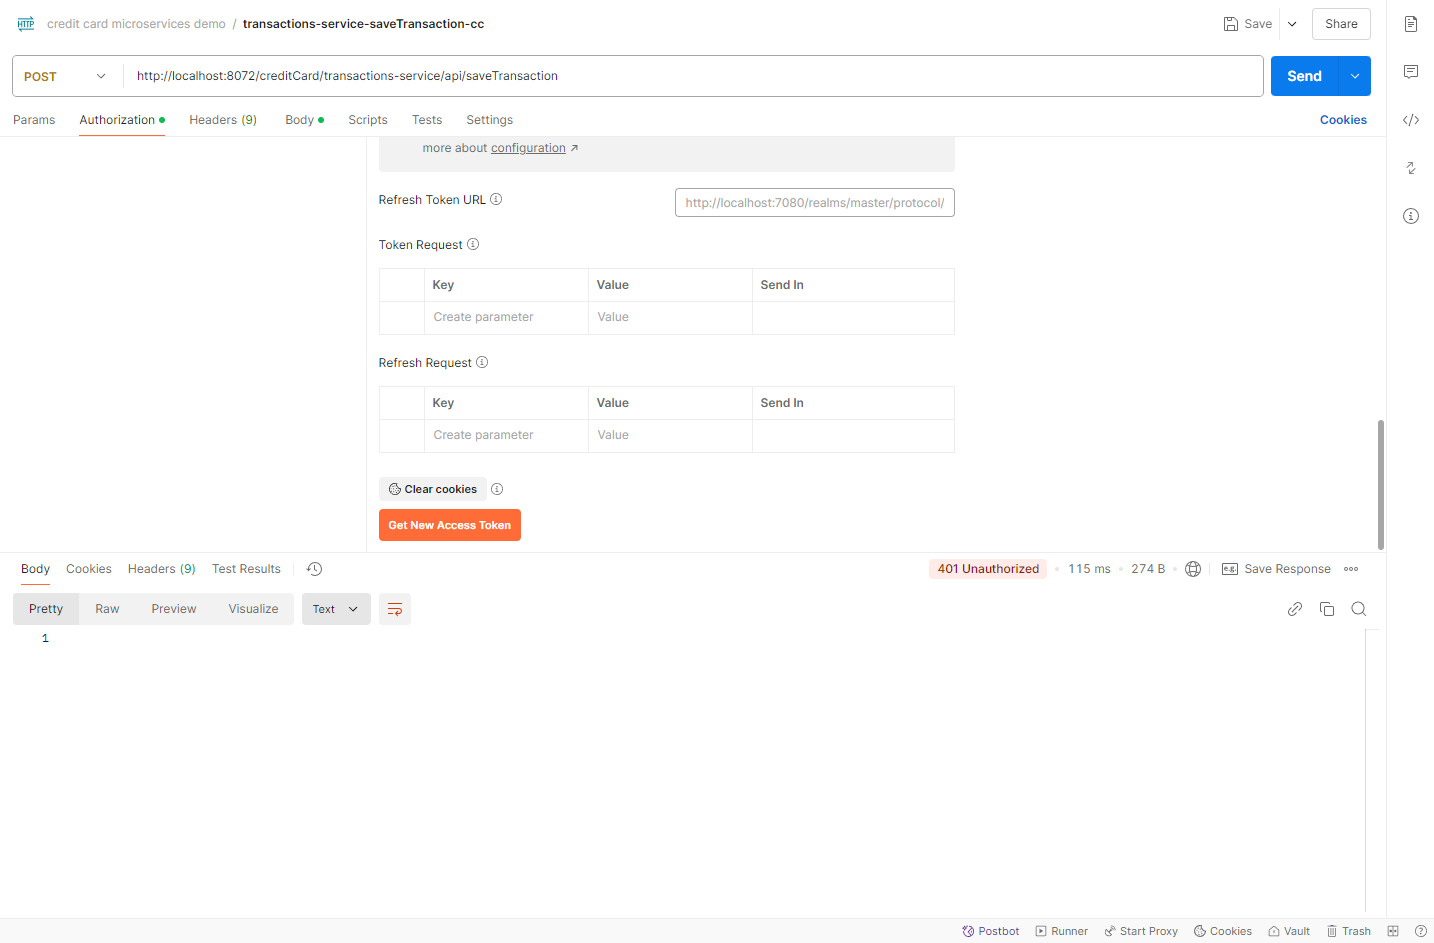 HTTP credit card microservices demo / transactions-service-saveTransaction-cc Save Share
POST http://localhost:8072/creditCard/transactions-service/api/saveTransaction Send
Params Authorization Headers (9) Body Scripts Tests Settings Cookies
more about configuration ↗
Refresh Token URL
http://localhost:7080/realms/master/protocol/
Token Request
Key Value Send In
Create parameter Value
Refresh Request
Key Value Send In
Create parameter Value
Clear cookies
Get New Access Token
Body Cookies Headers (9) Test Results 401 Unauthorized • 115 ms • 274 B • e.g. Save Response
Pretty Raw Preview Visualize Text
1
Postbot Runner Start Proxy Cookies Vault Trash